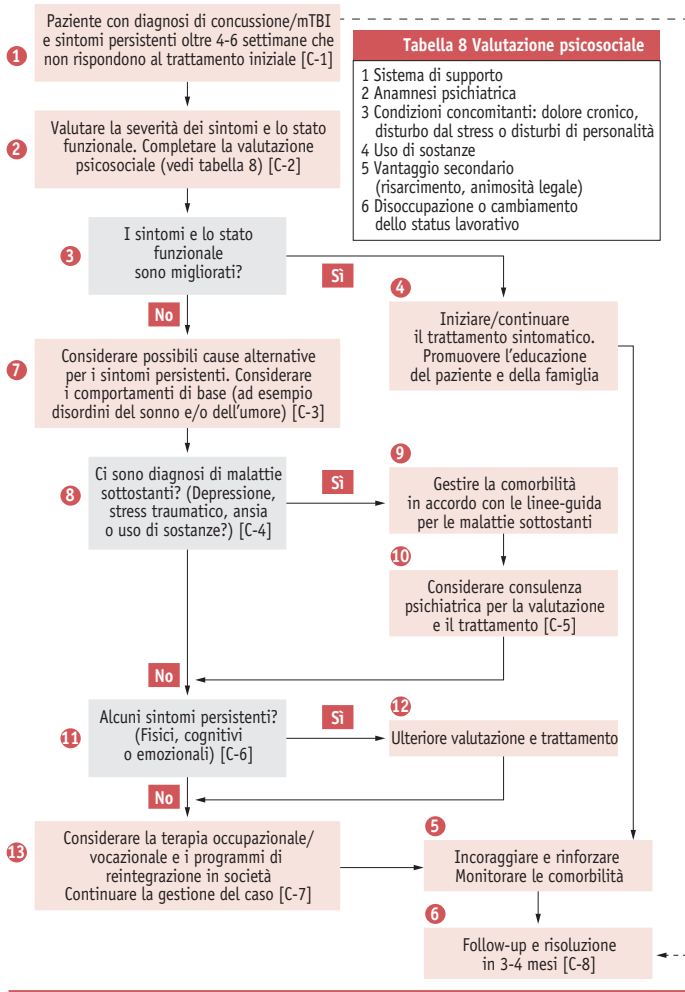 1
Paziente con diagnosi di concussione/mTBI
e sintomi persistenti oltre 4-6 settimane che
non rispondono al trattamento iniziale [C-1]
Tabella 8 Valutazione psicosociale
1 Sistema di supporto
2 Anamnesi psichiatrica
3 Condizioni concomitanti: dolore cronico,
disturbo dal stress o disturbi di personalità
4 Uso di sostanze
5 Vantaggio secondario
(risarcimento, animosità legale)
6 Disoccupazione o cambiamento
dello status lavorativo
2
Valutare la severità dei sintomi e lo stato
funzionale. Completare la valutazione
psicosociale (vedi tabella 8) [C-2]
3
I sintomi e lo stato
funzionale
sono migliorati?
Sì
No
4
Iniziare/continuare
il trattamento sintomatico.
Promuovere l'educazione
del paziente e della famiglia
7
Considerare possibili cause alternative
per i sintomi persistenti. Considerare
i comportamenti di base (ad esempio
disordini del sonno e/o dell'umore) [C-3]
8
Ci sono diagnosi di malattie
sottostanti? (Depressione,
stress traumatico, ansia
o uso di sostanze?) [C-4]
Sì
9
Gestire la comorbilità
in accordo con le linee-guida
per le malattie sottostanti
10
Considerare consulenza
psichiatrica per la valutazione
e il trattamento [C-5]
No
11
Alcuni sintomi persistenti?
(Fisici, cognitivi
o emozionali) [C-6]
Sì
12
Ulteriore valutazione e trattamento
No
13
Considerare la terapia occupazionale/
vocazionale e i programmi di
reintegrazione in società
Continuare la gestione del caso [C-7]
5
Incoraggiare e rinforzare
Monitorare le comorbilità
6
Follow-up e risoluzione
in 3-4 mesi [C-8]